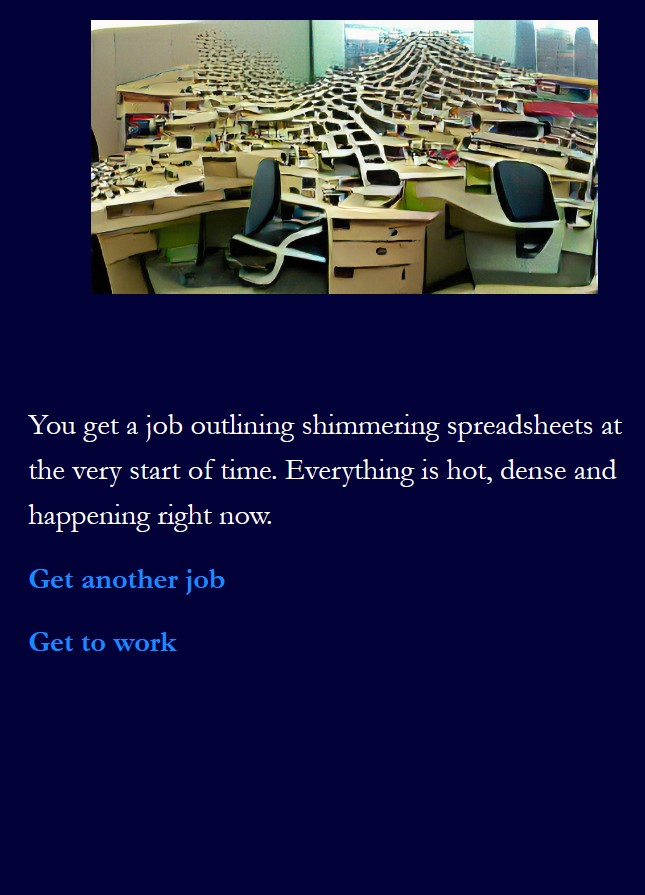 You get a job outlining shimmering spreadsheets at
the very start of time. Everything is hot, dense and
happening right now.
Get another job
Get to work